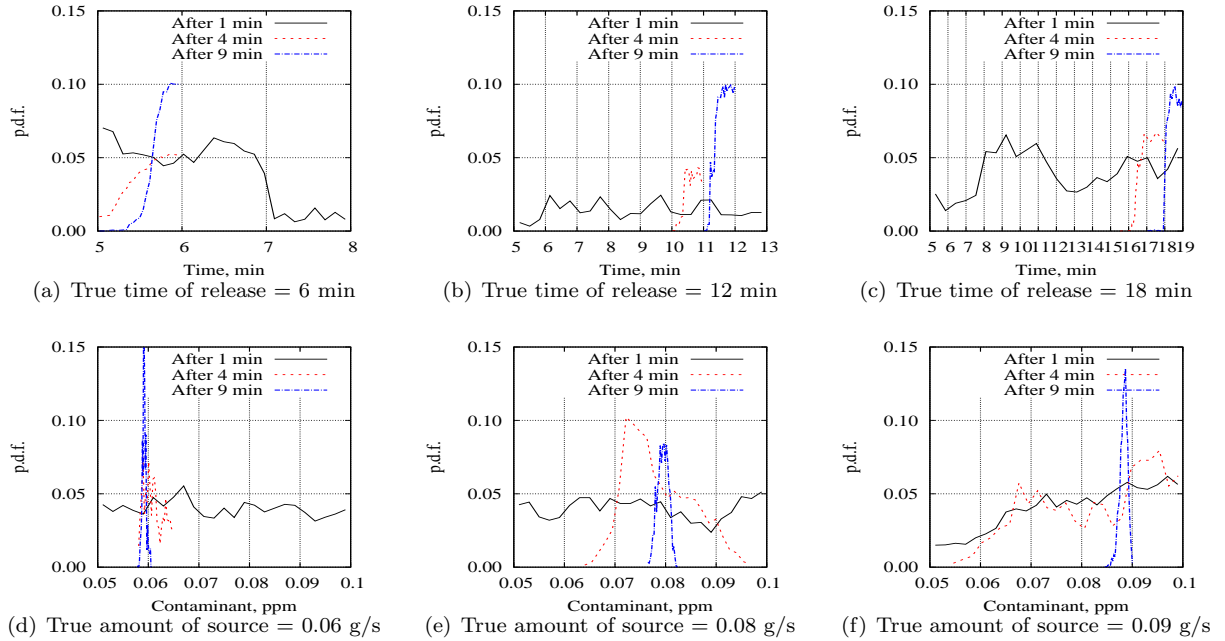 After 1 min
After 4 min
After 9 min
0.15
0.10
0.05
0.00
p.d.f.
5 6 7 8
Time, min
(a) True time of release = 6 min
After 1 min
After 4 min
After 9 min
0.15
0.10
0.05
0.00
p.d.f.
5 6 7 8 9 10 11 12 13
Time, min
(b) True time of release = 12 min
After 1 min
After 4 min
After 9 min
0.15
0.10
0.05
0.00
p.d.f.
5 6 7 8 9 10 11 12 13 14 15 16 17 18 19
Time, min
(c) True time of release = 18 min
After 1 min
After 4 min
After 9 min
0.15
0.10
0.05
0.00
p.d.f.
0.05 0.06 0.07 0.08 0.09 0.1
Contaminant, ppm
(d) True amount of source = 0.06 g/s
After 1 min
After 4 min
After 9 min
0.15
0.10
0.05
0.00
p.d.f.
0.05 0.06 0.07 0.08 0.09 0.1
Contaminant, ppm
(e) True amount of source = 0.08 g/s
After 1 min
After 4 min
After 9 min
0.15
0.10
0.05
0.00
p.d.f.
0.05 0.06 0.07 0.08 0.09 0.1
Contaminant, ppm
(f) True amount of source = 0.09 g/s